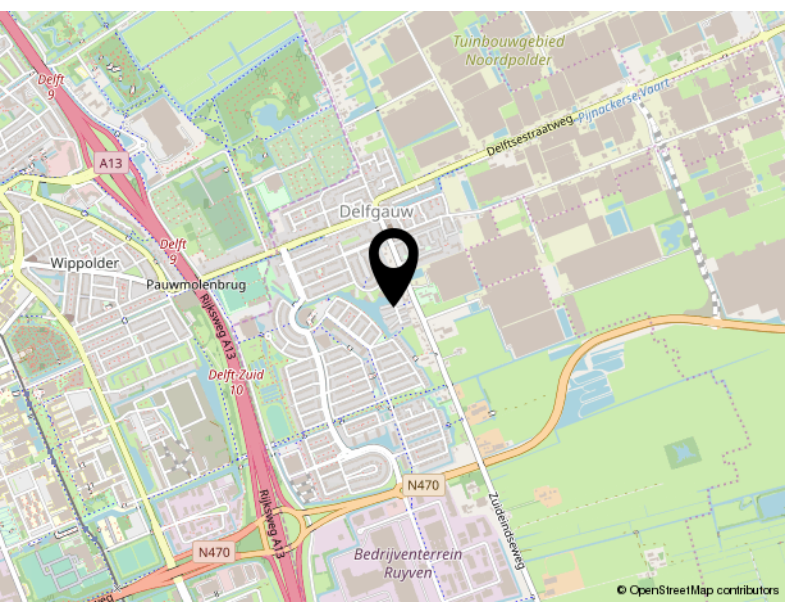 Tuinbouwgebied
Noordpolder
Delft
9
Pijnackerse Vaart
Delftsestraatweg
A13
Delfgauw
Delft
9
Wippolder
Pauwmolenbrug
Rijksweg A13
Delft-Zuid
10
N470
Rijksweg A13
Zuideindseweg
N470
Bedrijventerrein
Ruyven
© OpenStreetMap contributors